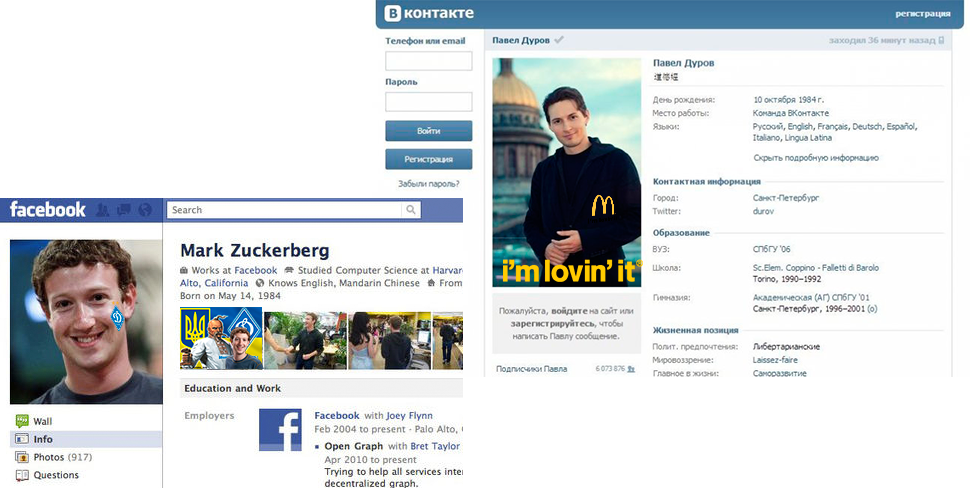 вконтакте
регистрация
Телефон или email
Пароль
Войти
Регистрация
Забыли пароль?
Павел Дуров
заходил 36 минут назад
i'm lovin' it®
Пожалуйста, войдите на сайт или
зарегистрируйтесь, чтобы
написать Павлу сообщение.
Подписчики Павла 6 073 876
Павел Дуров
День рождения: 10 октября 1984 г.
Место работы: Команда ВКонтакте
Языки: Русский, English, Français, Deutsch, Español,
Italiano, Lingua Latina
Скрыть подробную информацию
Контактная информация
Город: Санкт-Петербург
Twitter: durov
Образование
ВУЗ: СПбГУ '06
Школа: Sc.Elem. Coppino - Falletti di Barolo
Torino, 1990–1992
Гимназия: Академическая (АГ) СПбГУ '01
Санкт-Петербург, 1996–2001 (о)
Жизненная позиция
Полит. предпочтения: Либертарианские
Мировоззрение: Laissez-faire
Главное в жизни: Саморазвитие
facebook
Search
Mark Zuckerberg
Works at Facebook Studied Computer Science at Harvar
Alto, California Knows English, Mandarin Chinese From
Born on May 14, 1984
Education and Work
Employers
f
Facebook with Joey Flynn
Feb 2004 to present · Palo Alto, C
Open Graph with Bret Taylor
Apr 2010 to present
Trying to help all services inte
decentralized graph.
Wall
Info
Photos (917)
Questions